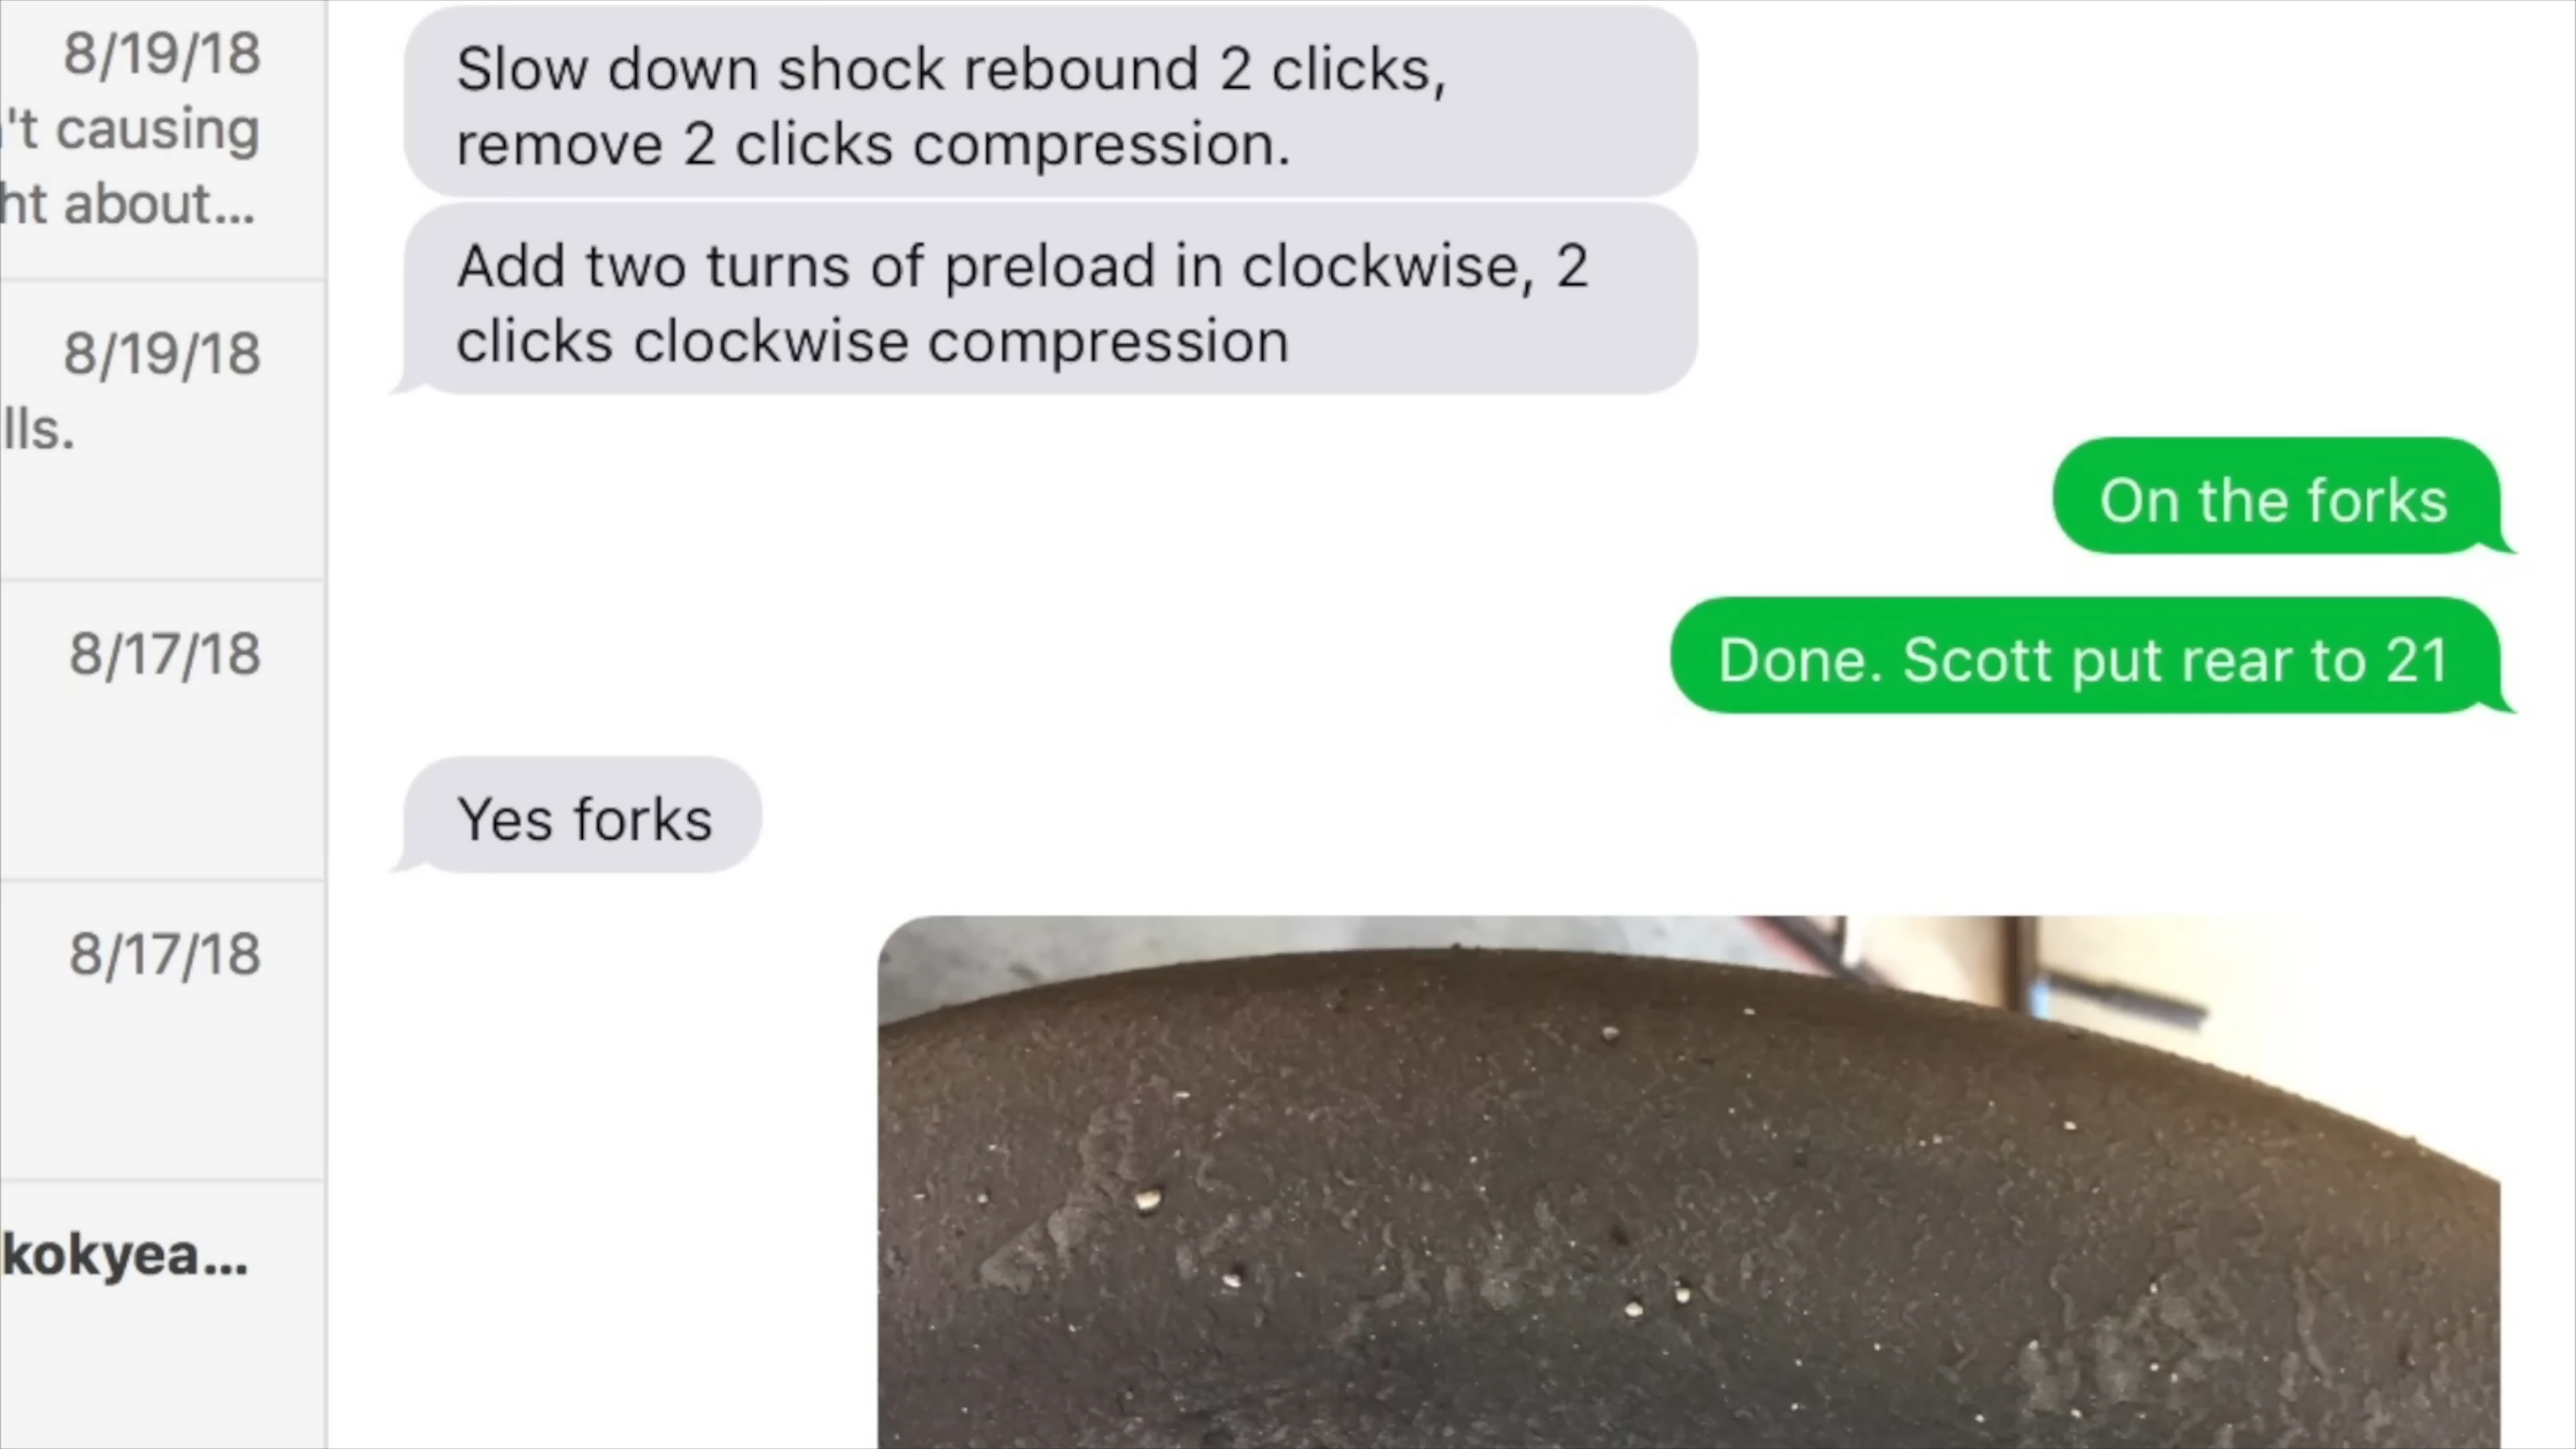 8/19/18
't causing
ht about...
8/19/18
lls.
8/17/18
8/17/18
kokyea...
Slow down shock rebound 2 clicks,
remove 2 clicks compression.
Add two turns of preload in clockwise, 2
clicks clockwise compression
On the forks
Done. Scott put rear to 21
Yes forks